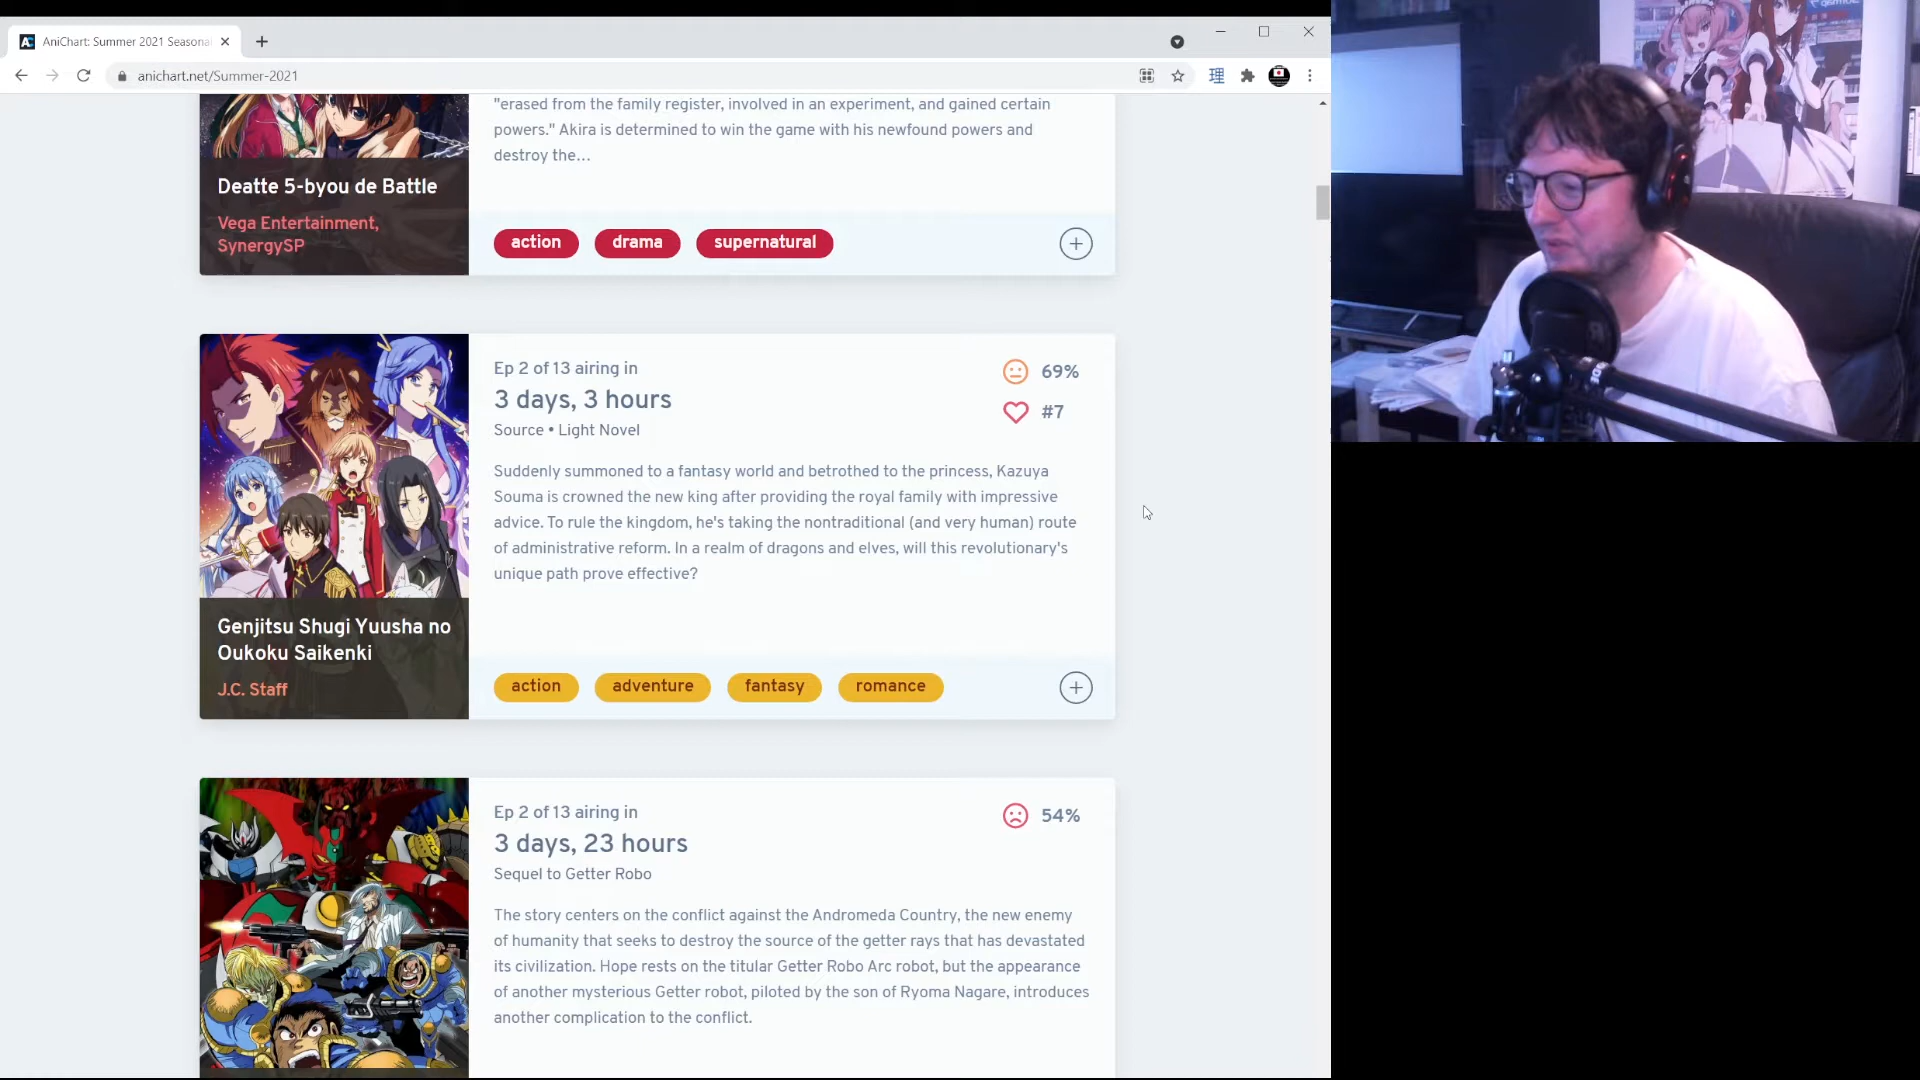 AniChart: Summer 2021 Seasona
anichart.net/Summer-2021
理
"erased from the family register, involved in an experiment, and gained certain
powers." Akira is determined to win the game with his newfound powers and
destroy the…
Deatte 5-byou de Battle
Vega Entertainment,
SynergySP
action
drama
supernatural
Ep 2 of 13 airing in
3 days, 3 hours
Source • Light Novel
69%
#7
Suddenly summoned to a fantasy world and betrothed to the princess, Kazuya
Souma is crowned the new king after providing the royal family with impressive
advice. To rule the kingdom, he's taking the nontraditional (and very human) route
of administrative reform. In a realm of dragons and elves, will this revolutionary's
unique path prove effective?
Genjitsu Shugi Yuusha no
Oukoku Saikenki
J.C. Staff
action
adventure
fantasy
romance
Ep 2 of 13 airing in
3 days, 23 hours
Sequel to Getter Robo
54%
The story centers on the conflict against the Andromeda Country, the new enemy
of humanity that seeks to destroy the source of the getter rays that has devastated
its civilization. Hope rests on the titular Getter Robo Arc robot, but the appearance
of another mysterious Getter robot, piloted by the son of Ryoma Nagare, introduces
another complication to the conflict.